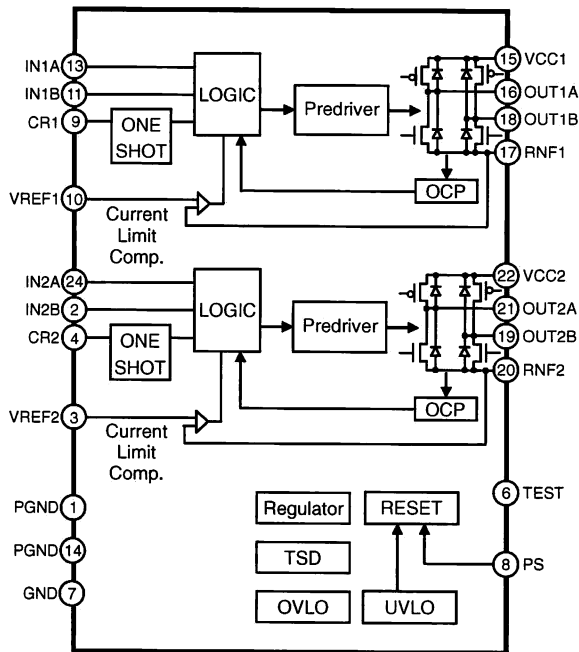 IN1A 13
IN1B 11
CR1 9
ONE
SHOT
LOGIC
Predriver
15 VCC1
16 OUT1A
18 OUT1B
17 RNF1
OCP
VREF1 10
Current
Limit
Comp.
IN2A 24
IN2B 2
CR2 4
ONE
SHOT
LOGIC
Predriver
22 VCC2
21 OUT2A
19 OUT2B
20 RNF2
OCP
VREF2 3
Current
Limit
Comp.
PGND 1
PGND 14
GND 7
Regulator
RESET
TSD
OVLO
UVLO
6 TEST
8 PS